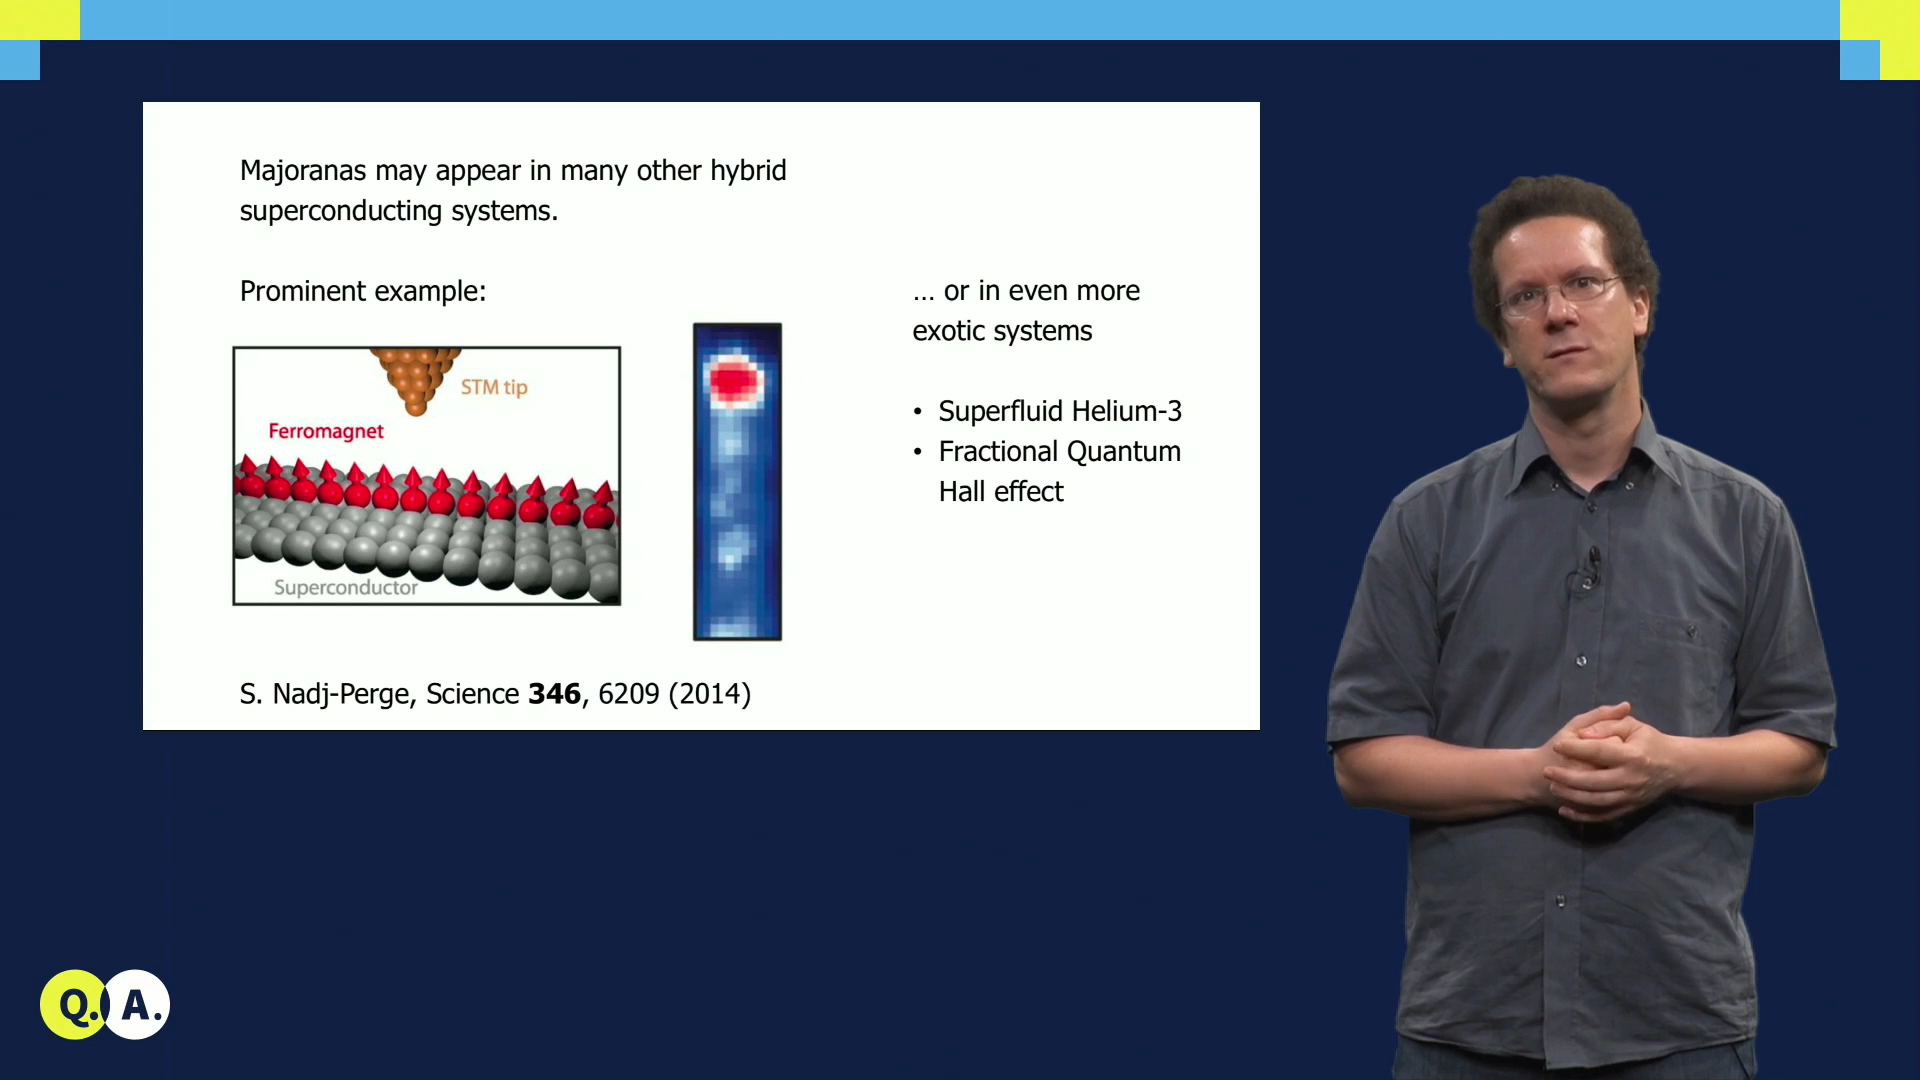 Majoranas may appear in many other hybrid
superconducting systems.
Prominent example:
STM tip
Ferromagnet
Superconductor
S. Nadj-Perge, Science 346, 6209 (2014)
... or in even more
exotic systems
• Superfluid Helium-3
• Fractional Quantum
Hall effect
Q. A.